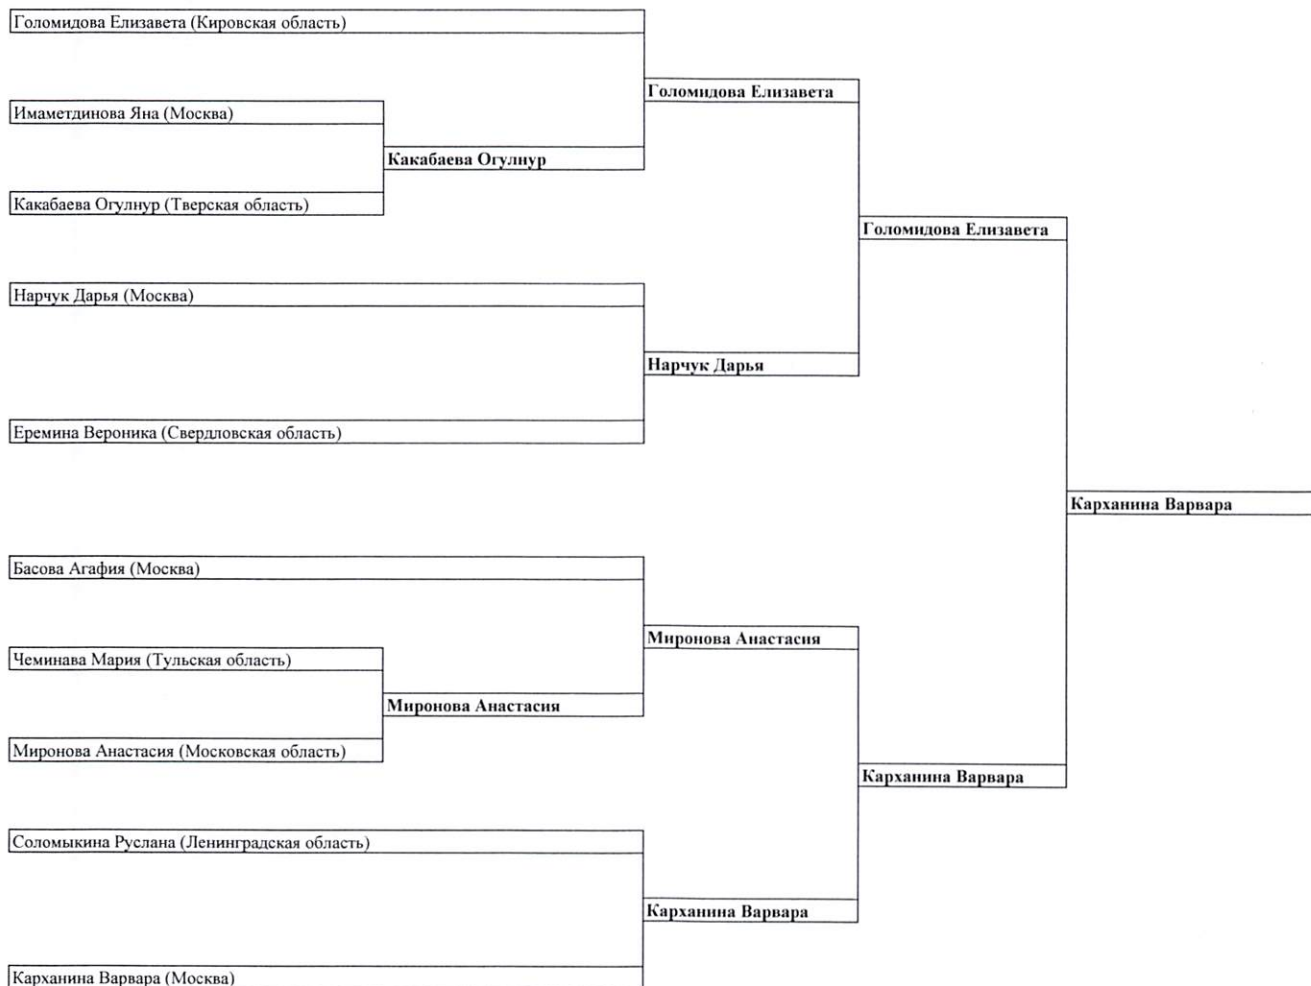 Голомидова Елизавета (Кировская область)
Голомидова Елизавета
Имаметдинова Яна (Москва)
Какабаева Огулнур
Какабаева Огулнур (Тверская область)
Голомидова Елизавета
Нарчук Дарья (Москва)
Нарчук Дарья
Еремина Вероника (Свердловская область)
Карханина Варвара
Басова Агафия (Москва)
Миронова Анастасия
Чеминава Мария (Тульская область)
Миронова Анастасия
Миронова Анастасия (Московская область)
Карханина Варвара
Соломыкина Руслана (Ленинградская область)
Карханина Варвара
Карханина Варвара (Москва)